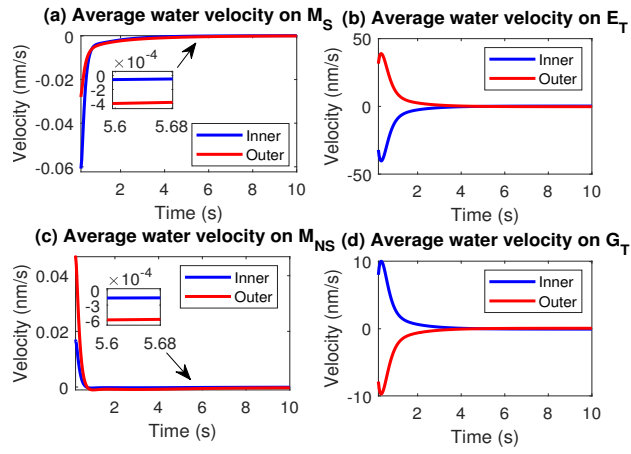 (a) Average water velocity on M_S
Velocity (nm/s)
0
-0.02
-0.04
-0.06
×10^-4
0
-2
-4
5.6 5.68
Inner
Outer
2 4 6 8 10
Time (s)
(b) Average water velocity on E_T
Velocity (nm/s)
50
0
-50
Inner
Outer
2 4 6 8 10
Time (s)
(c) Average water velocity on M_NS
Velocity (nm/s)
0.04
0.02
0
×10^-4
0
-3
-6
5.6 5.68
Inner
Outer
2 4 6 8 10
Time (s)
(d) Average water velocity on G_T
Velocity (nm/s)
10
0
-10
Inner
Outer
2 4 6 8 10
Time (s)